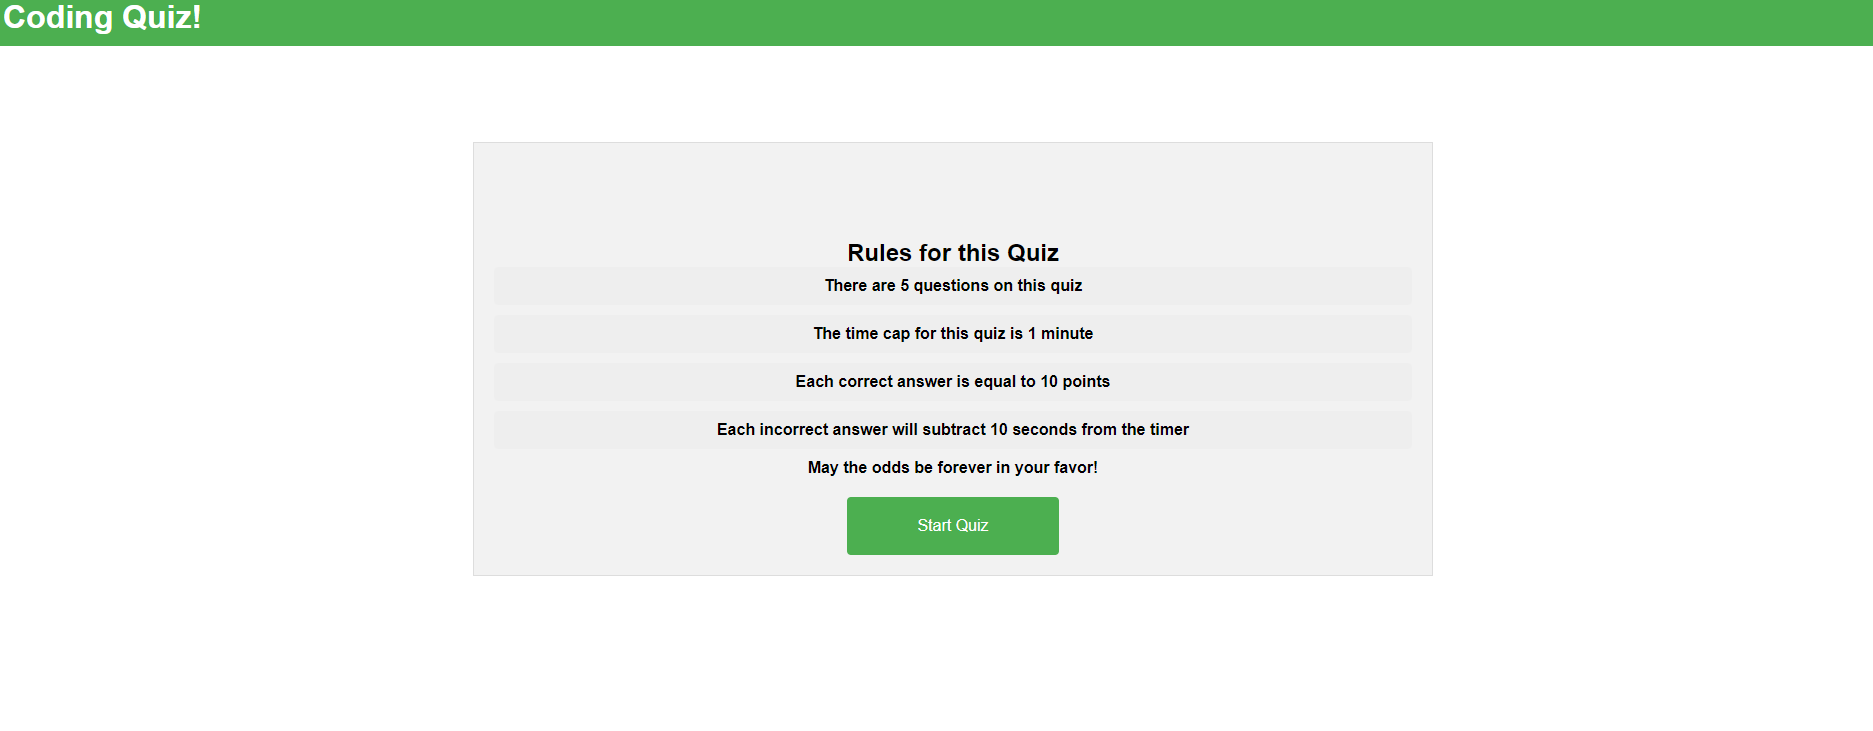 Coding Quiz!
Rules for this Quiz
There are 5 questions on this quiz
The time cap for this quiz is 1 minute
Each correct answer is equal to 10 points
Each incorrect answer will subtract 10 seconds from the timer
May the odds be forever in your favor!
Start Quiz